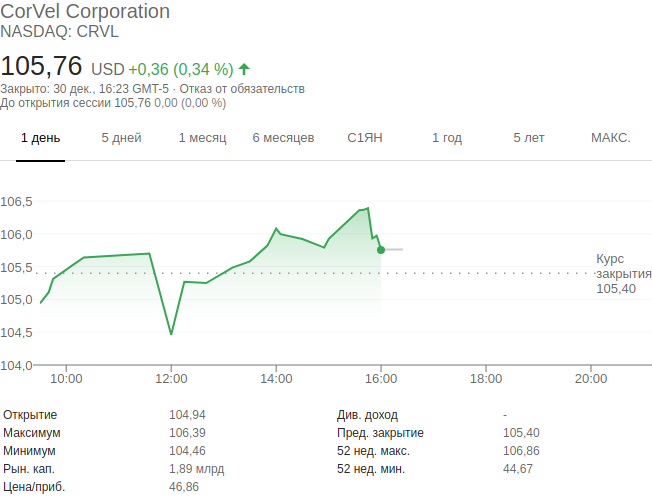 CorVel Corporation
NASDAQ: CRVL
105,76 USD +0,36 (0,34 %)
Закрыто: 30 дек., 16:23 GMT-5 · Отказ от обязательств
До открытия сессии 105,76 0,00 (0,00 %)
1 день 5 дней 1 месяц 6 месяцев С1ЯН 1 год 5 лет МАКС.
106,5
106,0
105,5
105,0
104,5
104,0
Курс
закрытия
105,40
10:00 12:00 14:00 16:00 18:00 20:00
Открытие 104,94 Див. доход -
Максимум 106,39 Пред. закрытие 105,40
Минимум 104,46 52 нед. макс. 106,86
Рын. кап. 1,89 млрд 52 нед. мин. 44,67
Цена/приб. 46,86